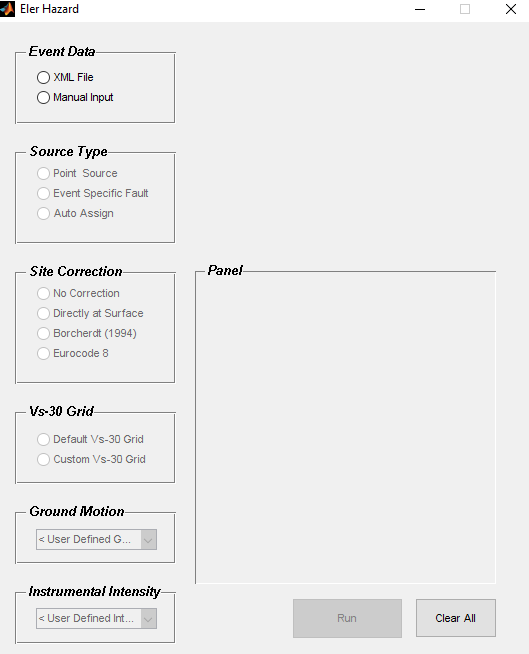 Eler Hazard
Event Data
XML File
Manual Input
Source Type
Point Source
Event Specific Fault
Auto Assign
Site Correction
No Correction
Directly at Surface
Borcherdt (1994)
Eurocode 8
Vs-30 Grid
Default Vs-30 Grid
Custom Vs-30 Grid
Ground Motion
< User Defined G...
Instrumental Intensity
< User Defined Int...
Panel
Run
Clear All